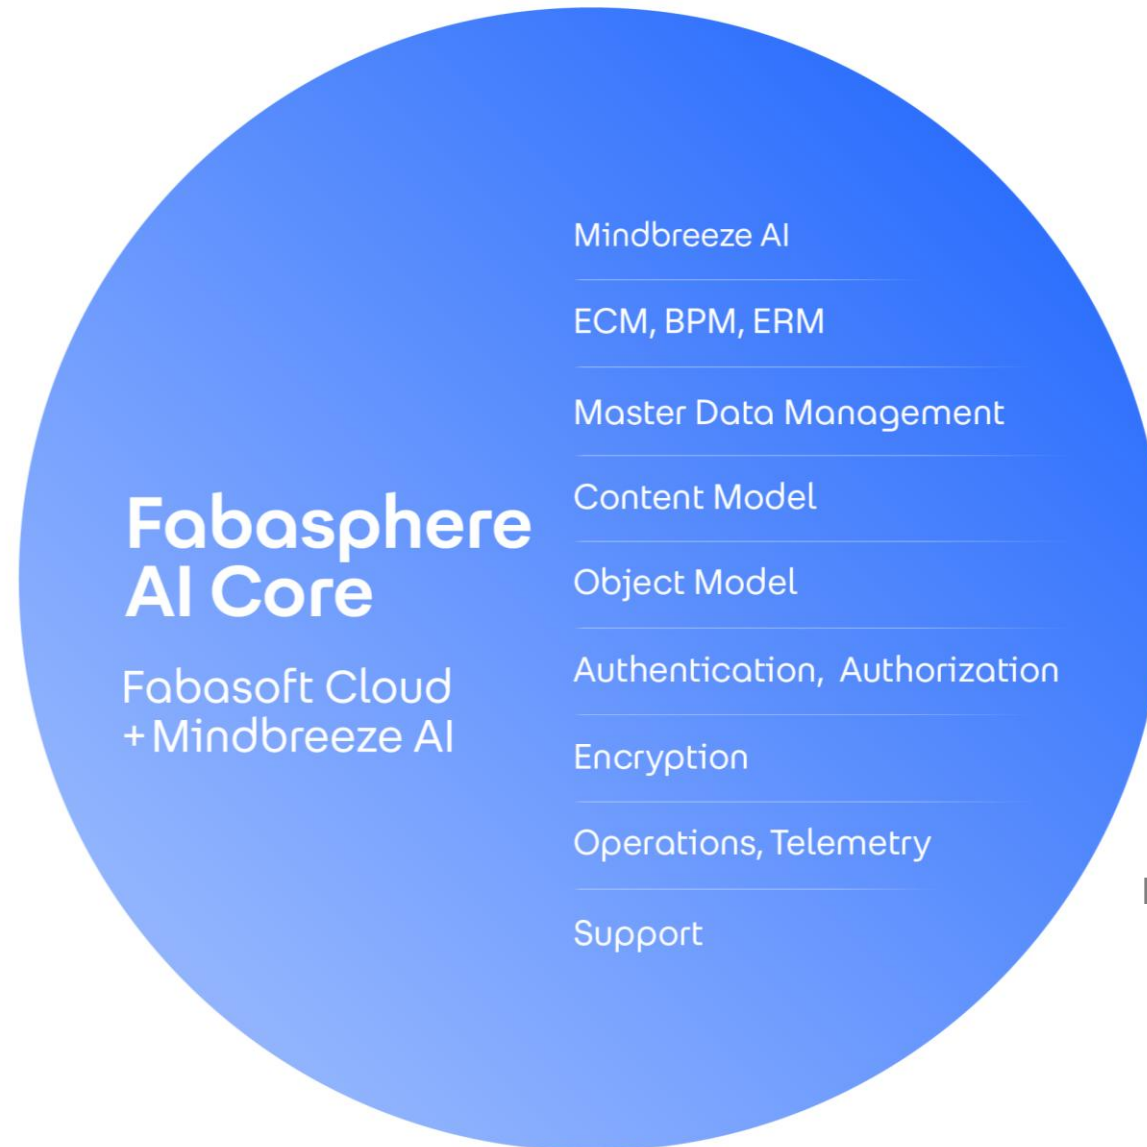 Fabasphere
AI Core
Fabasoft Cloud
+Mindbreeze AI
Mindbreeze AI
ECM, BPM, ERM
Master Data Management
Content Model
Object Model
Authentication, Authorization
Encryption
Operations, Telemetry
Support